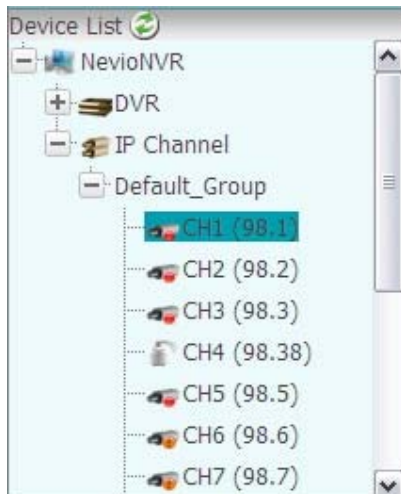 Device List
NevioNVR
DVR
IP Channel
Default_Group
CH1 (98.1)
CH2 (98.2)
CH3 (98.3)
CH4 (98.38)
CH5 (98.5)
CH6 (98.6)
CH7 (98.7)